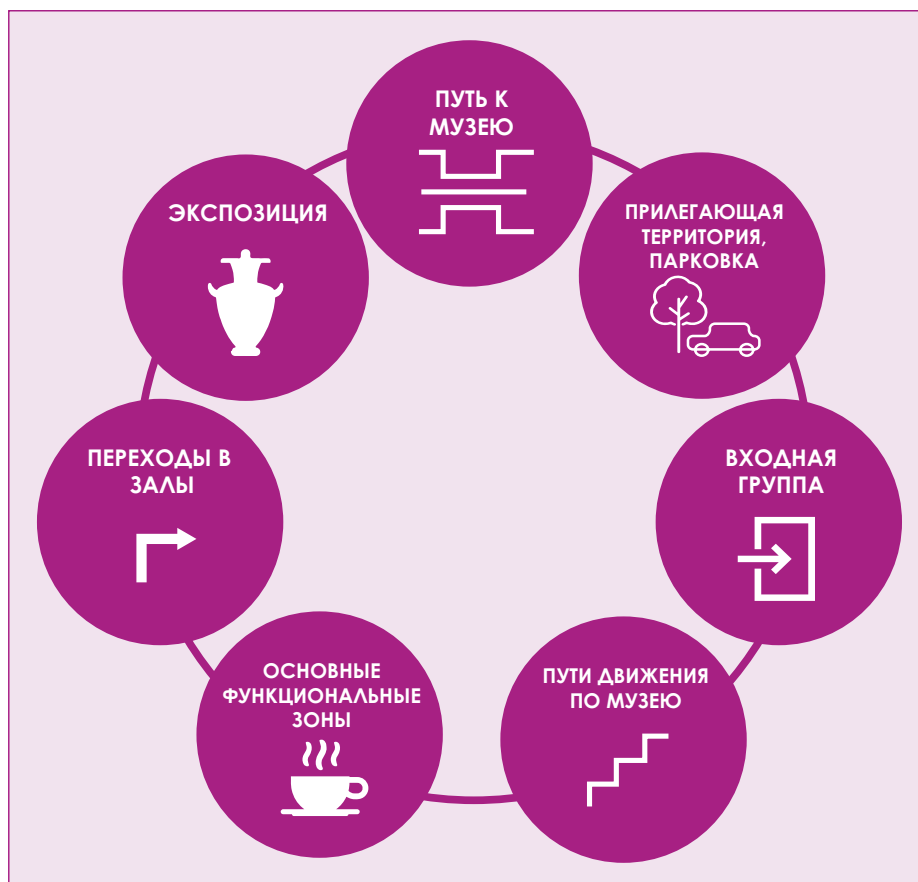 ПУТЬ К
МУЗЕЮ
ПРИЛЕГАЮЩАЯ
ТЕРРИТОРИЯ,
ПАРКОВКА
ВХОДНАЯ
ГРУППА
ПУТИ ДВИЖЕНИЯ
ПО МУЗЕЮ
ОСНОВНЫЕ
ФУНКЦИОНАЛЬНЫЕ
ЗОНЫ
ПЕРЕХОДЫ В
ЗАЛЫ
ЭКСПОЗИЦИЯ